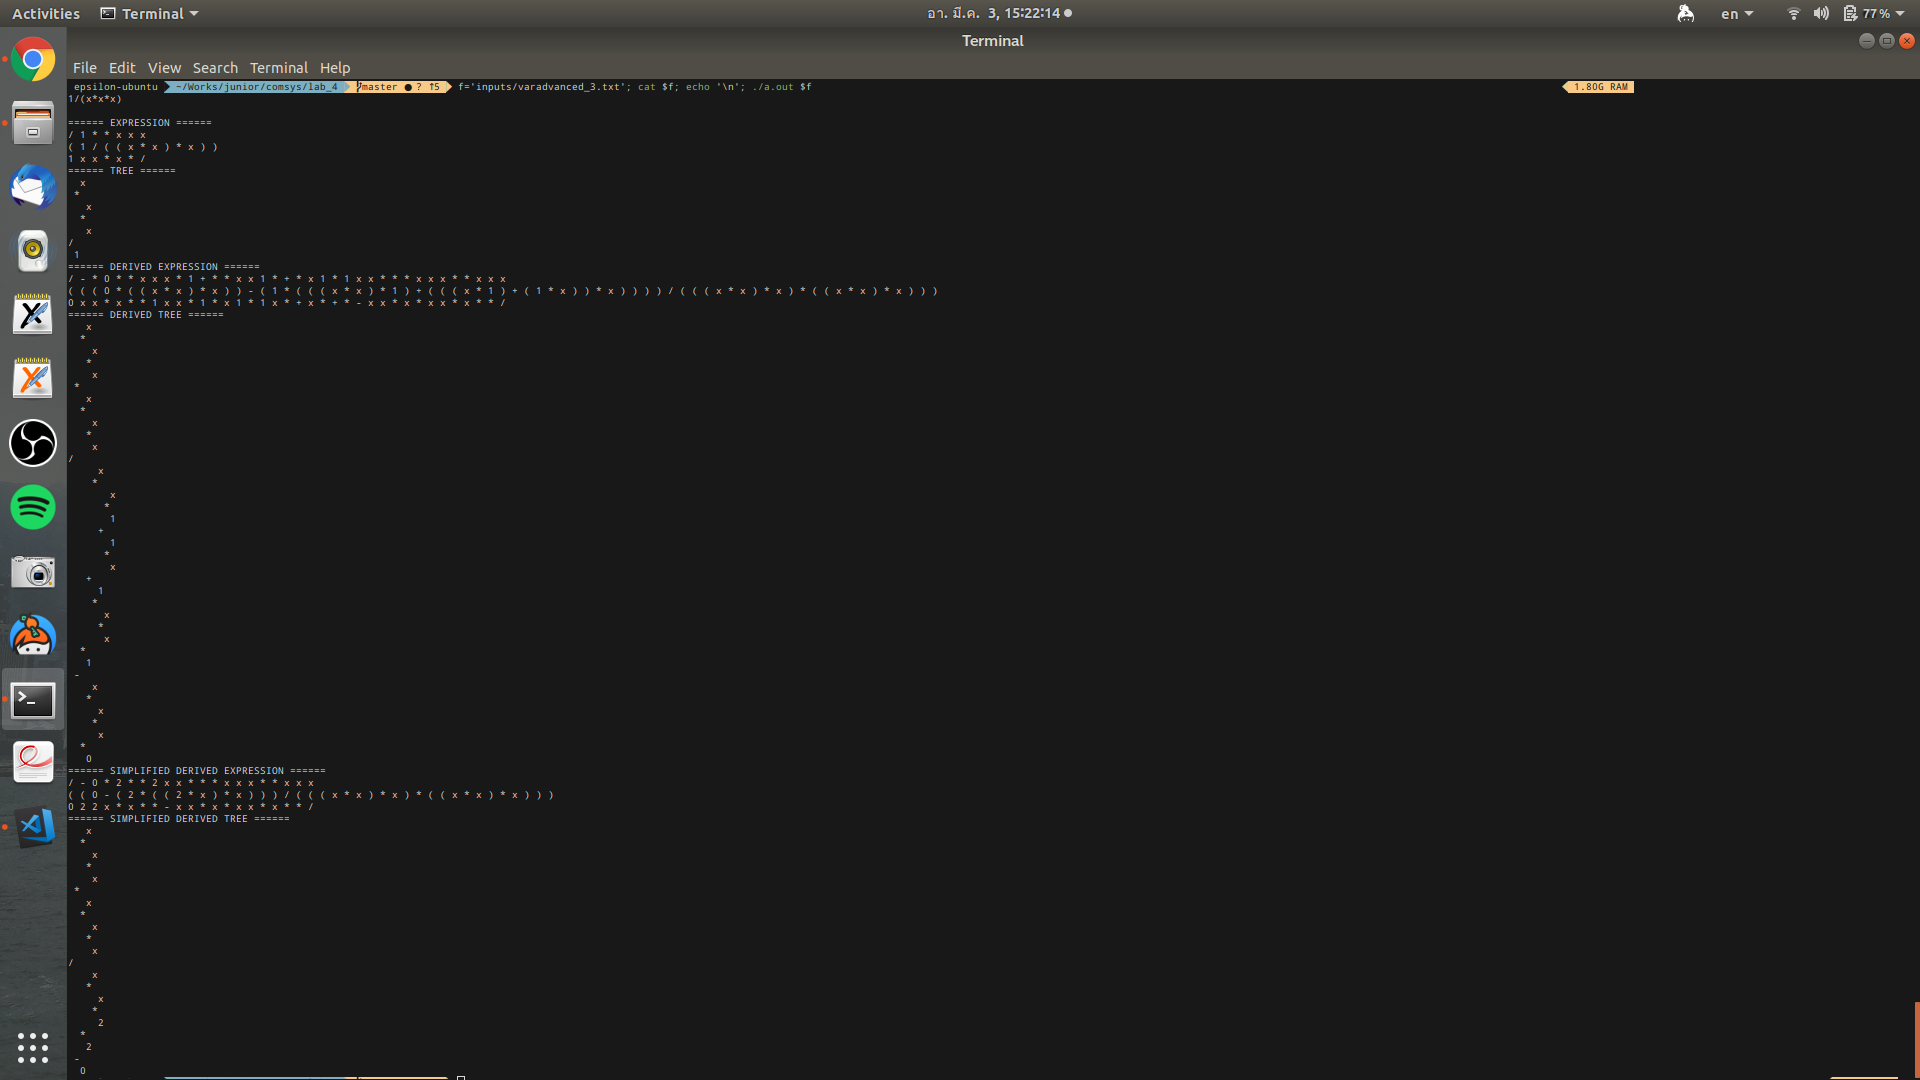 Activities Terminal อา. มี.ค. 3, 15:22:14 en 77%
Terminal
File Edit View Search Terminal Help
epsilon-ubuntu ~/Works/junior/comsys/lab_4 master ● ? ↑5 f='inputs/varadvanced_3.txt'; cat $f; echo '\n'; ./a.out $f 1.80G RAM
1/(x*x*x)
====== EXPRESSION ======
/ 1 * * x x x
( 1 / ( ( x * x ) * x ) )
1 x x * x * /
====== TREE ======
x
*
x
*
x
/
1
====== DERIVED EXPRESSION ======
/ - * 0 * * x x x * 1 + * * x x 1 * + * x 1 * 1 x x * * * x x x * * x x x
( ( ( 0 * ( ( x * x ) * x ) ) - ( 1 * ( ( ( x * x ) * 1 ) + ( ( ( x * 1 ) + ( 1 * x ) ) * x ) ) ) ) / ( ( ( x * x ) * x ) * ( ( x * x ) * x ) ) )
0 x x * x * * 1 x x * 1 * x 1 * 1 x * + x * + * - x x * x * x x * x * * /
====== DERIVED TREE ======
x
*
x
*
x
*
x
*
x
*
x
/
x
*
x
*
1
+
1
*
x
+
1
*
x
*
x
*
1
-
x
*
x
*
x
*
0
====== SIMPLIFIED DERIVED EXPRESSION ======
/ - 0 * 2 * * 2 x x * * * x x x * * x x x
( ( 0 - ( 2 * ( ( 2 * x ) * x ) ) ) / ( ( ( x * x ) * x ) * ( ( x * x ) * x ) ) )
0 2 2 x * x * * - x x * x * x x * x * * /
====== SIMPLIFIED DERIVED TREE ======
x
*
x
*
x
*
x
*
x
*
x
/
x
*
x
*
2
*
2
-
0